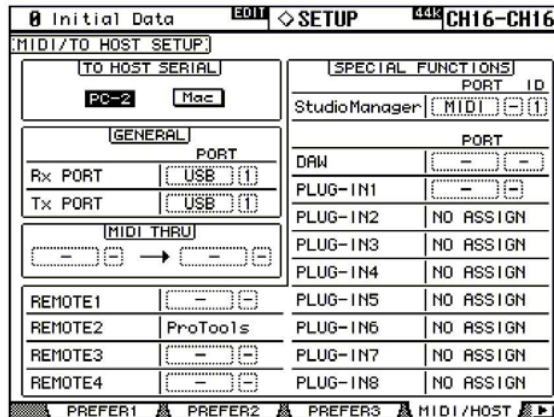 0 Initial Data EDIT ◇SETUP 44k CH16-CH16
MIDI/TO HOST SETUP
TO HOST SERIAL
PC-2 Mac
GENERAL
PORT
Rx PORT USB 1
Tx PORT USB 1
MIDI THRU
- - → - -
REMOTE1 - -
REMOTE2 ProTools
REMOTE3 - -
REMOTE4 - -
SPECIAL FUNCTIONS
PORT ID
StudioManager MIDI - 1
PORT
DAW - -
PLUG-IN1 - -
PLUG-IN2 NO ASSIGN
PLUG-IN3 NO ASSIGN
PLUG-IN4 NO ASSIGN
PLUG-IN5 NO ASSIGN
PLUG-IN6 NO ASSIGN
PLUG-IN7 NO ASSIGN
PLUG-IN8 NO ASSIGN
PREFER1 PREFER2 PREFER3 MIDI/HOST